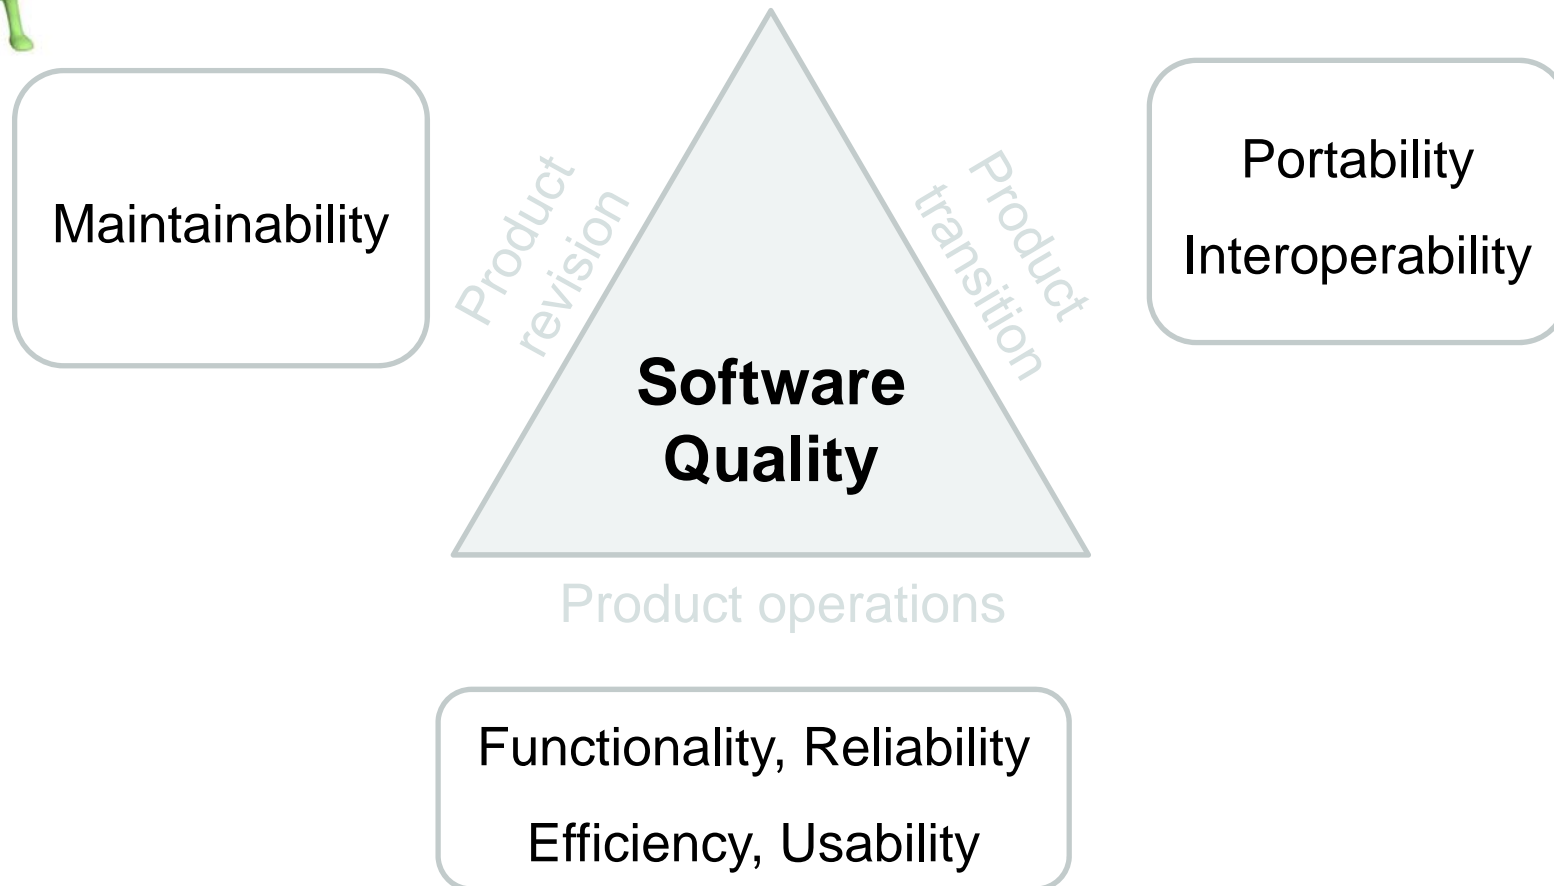 Maintainability
Product
revision
Software
Quality
Product
transition
Portability
Interoperability
Product operations
Functionality, Reliability
Efficiency, Usability